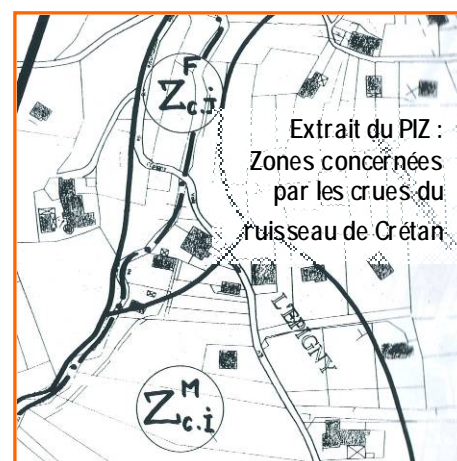 F
Z c.i
Extrait du PIZ :
Zones concernées
par les crues du
ruisseau de Crétan
L'EPIGNY
M
Z c.i